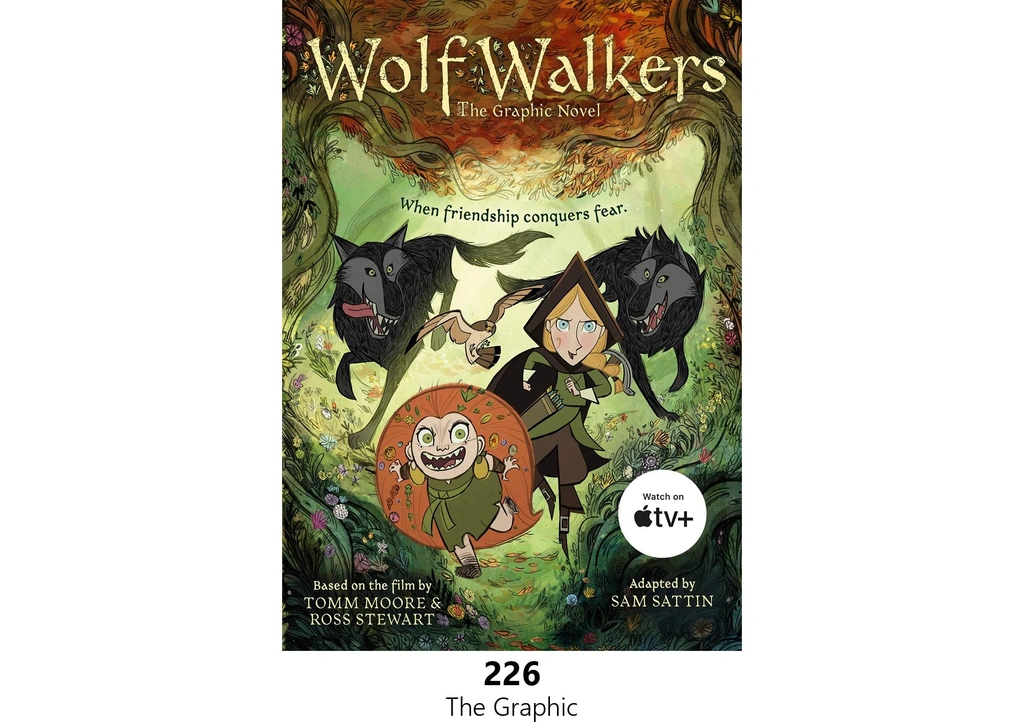 WolfWalkers
The Graphic Novel
When friendship conquers fear.
Watch on
tv+
Based on the film by
TOMM MOORE &
ROSS STEWART
Adapted by
SAM SATTIN
226
The Graphic